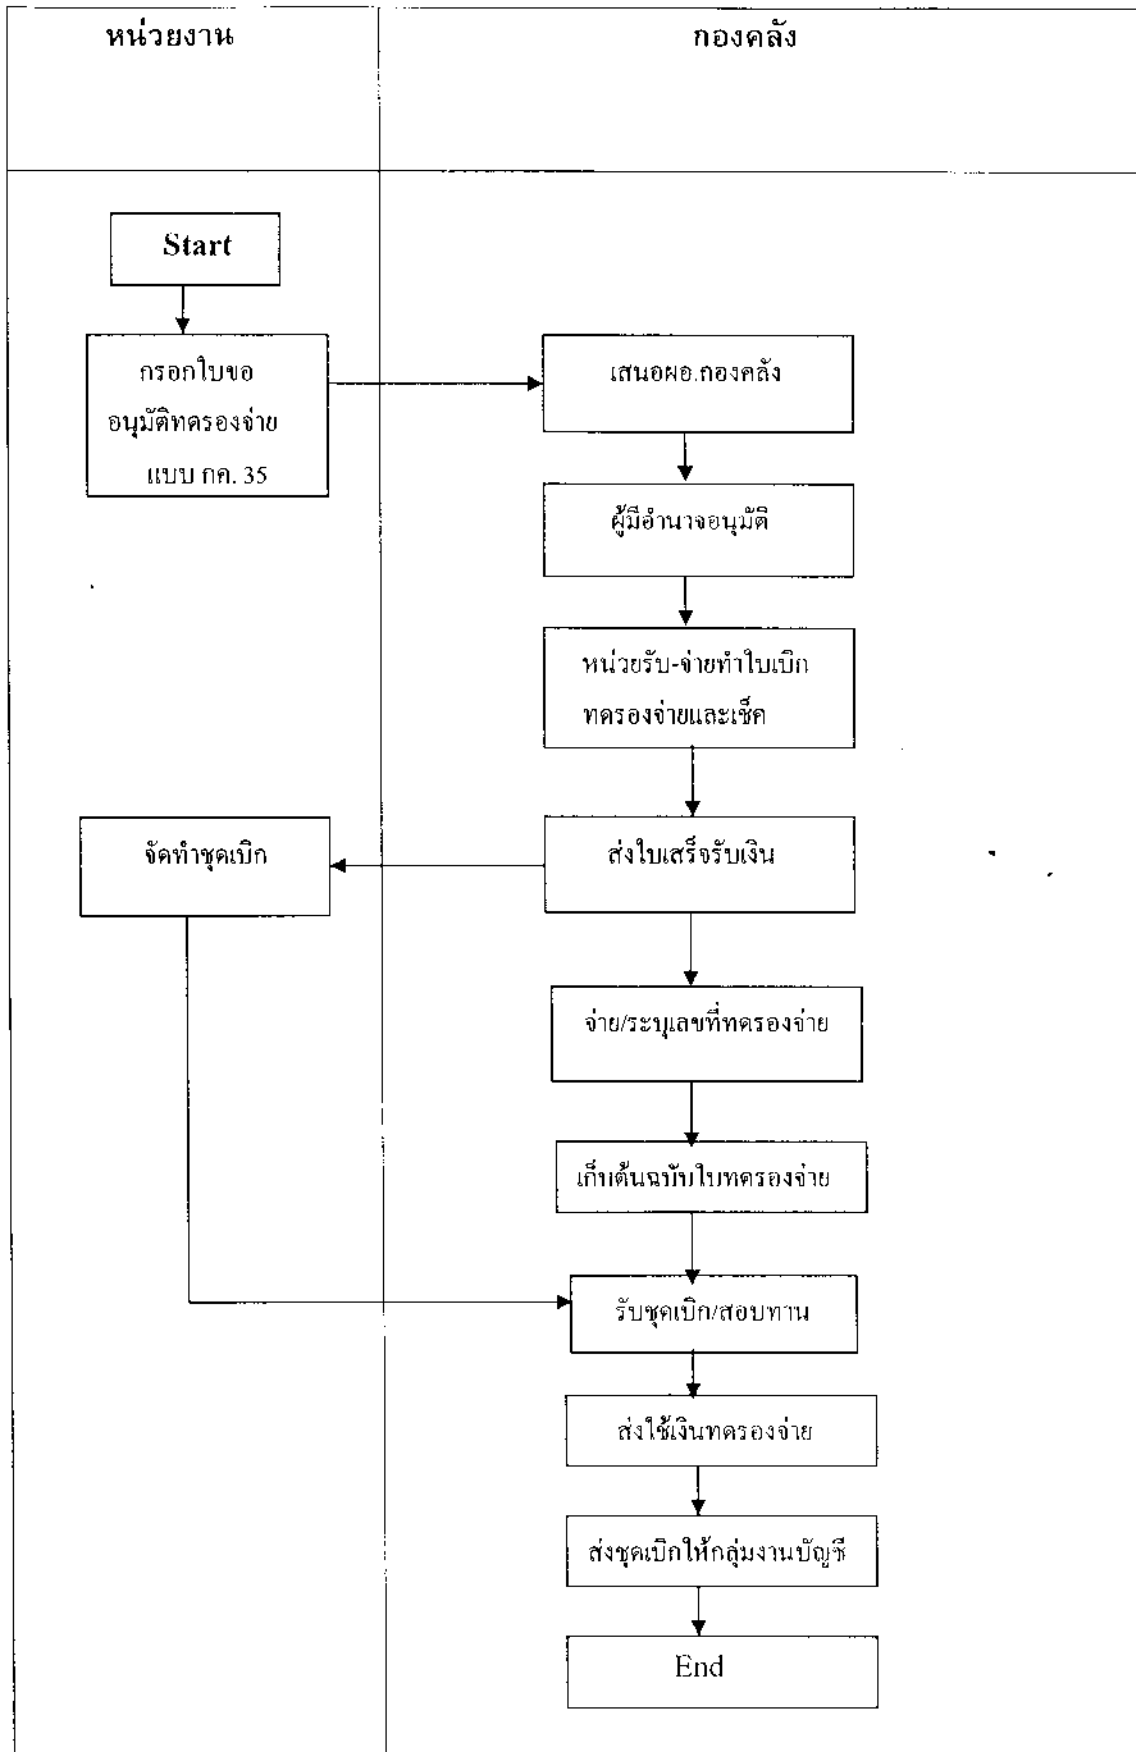 หน่วยงาน
กองคลัง
Start
กรอกใบขอ
อนุมัติทดรองจ่าย
แบบ กค. 35
เสนอผอ.กองคลัง
ผู้มีอำนาจอนุมัติ
หน่วยรับ-จ่ายทำใบเบิก
ทดรองจ่ายและเช็ค
จัดทำชุดเบิก
ส่งใบเสร็จรับเงิน
จ่าย/ระบุเลขที่ทดรองจ่าย
เก็บต้นฉบับใบทดรองจ่าย
รับชุดเบิก/สอบทาน
ส่งใช้เงินทดรองจ่าย
ส่งชุดเบิกให้กลุ่มงานบัญชี
End